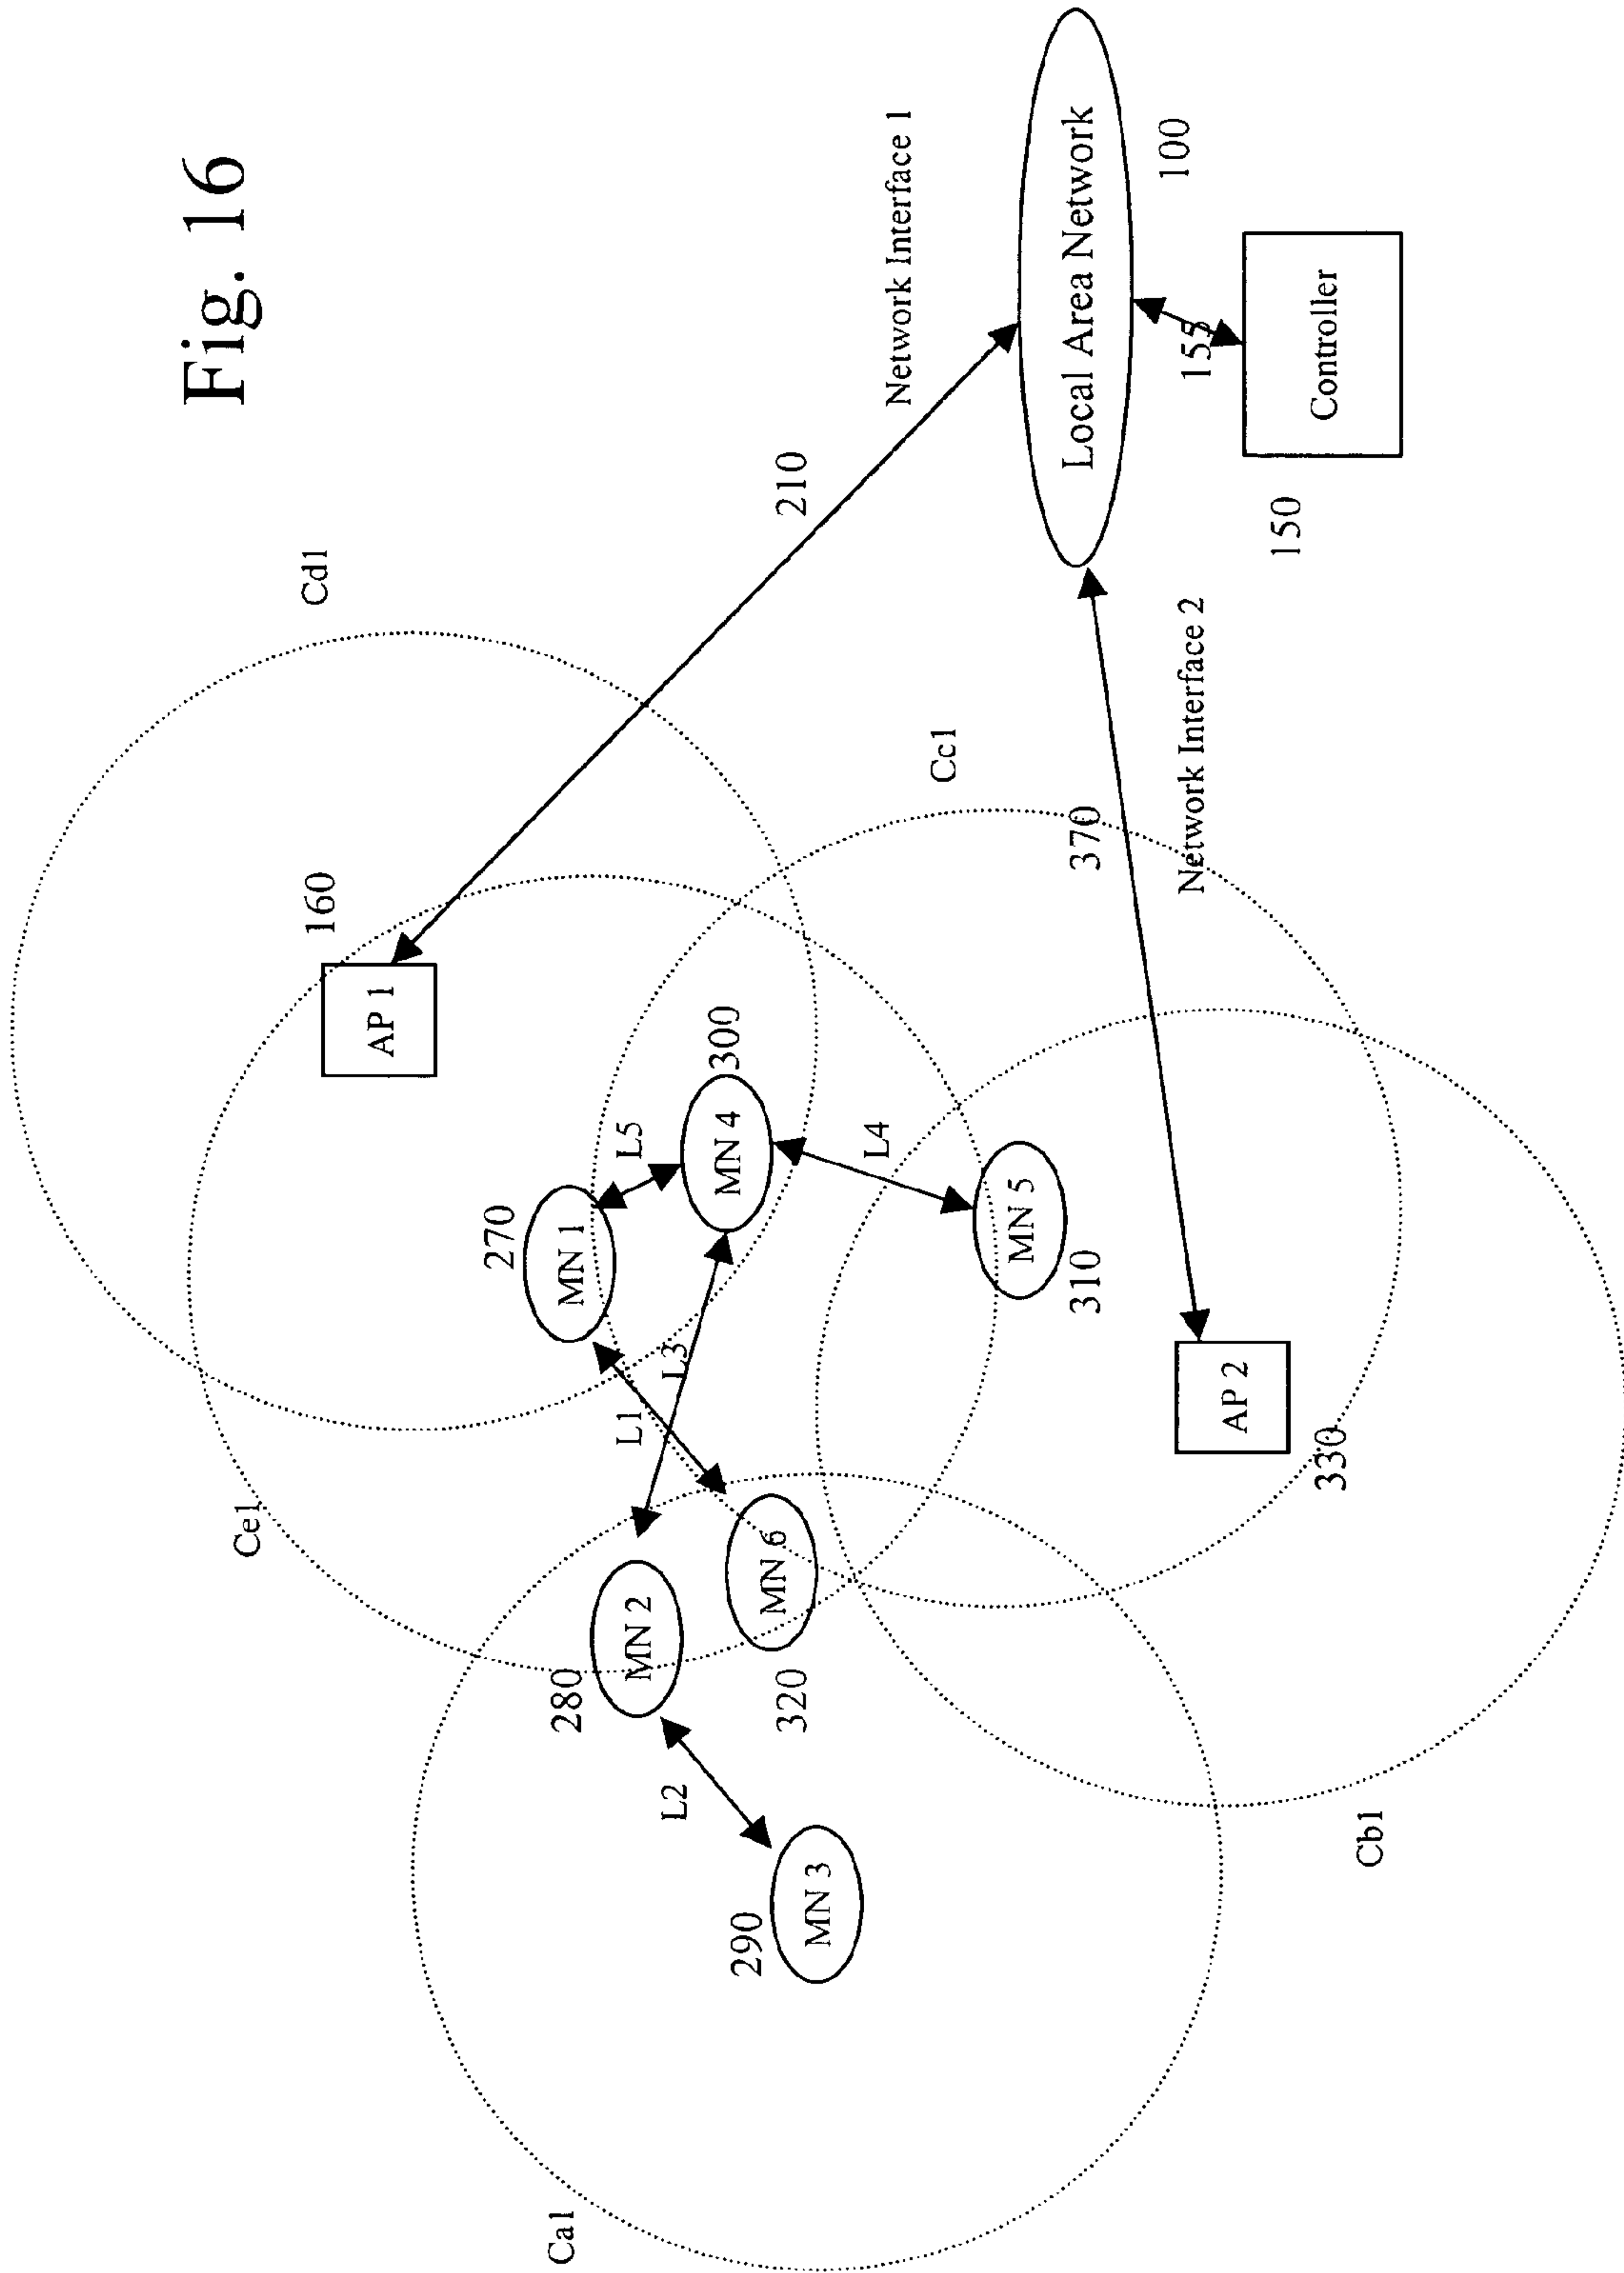 Fig. 16
Cd1
160
AP 1
210
Network Interface 1
Ce1
270
MN 1
L5
300
MN 4
L1
L3
280
MN 2
MN 6
320
L2
290
MN 3
Ca1
L4
Cc1
MN 5
310
370
Network Interface 2
Local Area Network
100
155
Controller
150
AP 2
330
Cb1